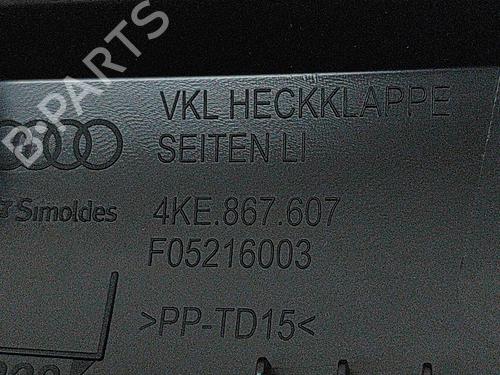 B-PARTS
VKL HECKKLAPPE
SEITEN LI
Simoldes
4KE.867.607
F05216003
>PP-TD15<